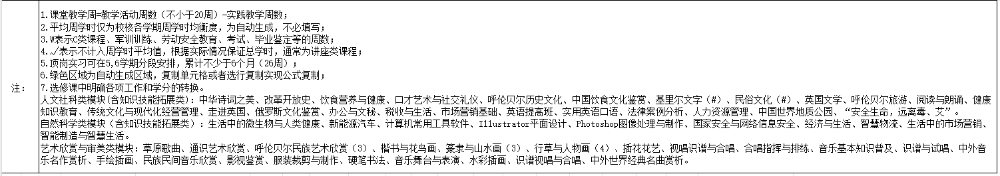 注：
1.课堂教学周=教学活动周数（不小于20周）-实践教学周数；
2.平均周学时仅为校核各学期周学时均衡度，为自动生成，不必填写；
3.W表示C类课程、军训训练、劳动安全教育、考试、毕业鉴定等的周数；
4.√表示不计入周学时平均值，根据实际情况保证总学时，通常为讲座类课程；
5.顶岗实习可在5,6学期分段安排，累计不少于6个月（26周）；
6.绿色区域为自动生成区域，复制单元格或者选行复制实现公式复制；
7.选修课中明确各项工作和学分的转换。
人文社科类模块(含知识技能拓展类)：中华诗词之美、改革开放史、饮食营养与健康、口才艺术与社交礼仪、呼伦贝尔历史文化、中国饮食文化鉴赏、基里尔文字（#）、民俗文化（#）、英国文学、呼伦贝尔旅游、阅读与朗诵、健康
知识教育、传统文化与现代化经营管理、走进英国、俄罗斯文化鉴赏、办公与文秘、税收与生活、市场营销基础、英语提高班、实用英语口语、法律案例分析、人力资源管理、中国世界地质公园、“安全生命，远离毒、艾”。
自然科学类模块（含知识技能拓展类）：生活中的微生物与人类健康、新能源汽车、计算机常用工具软件、Illustrator平面设计、Photoshop图像处理与制作、国家安全与网络信息安全、经济与生活、智慧物流、生活中的市场营销、
智能制造与智慧生活。
艺术欣赏与审美类模块：草原歌曲、通识艺术欣赏、呼伦贝尔民族艺术欣赏（3）、楷书与花鸟画、篆隶与山水画（3）、行草与人物画（4）、插花花艺、视唱识谱与合唱、合唱指挥与排练、音乐基本知识普及、识谱与试唱、中外音
乐名作赏析、手绘插画、民族民间音乐欣赏、影视鉴赏、服装裁剪与制作、硬笔书法、音乐舞台与表演、水彩插画、识谱视唱与合唱、中外世界经典名曲赏析。